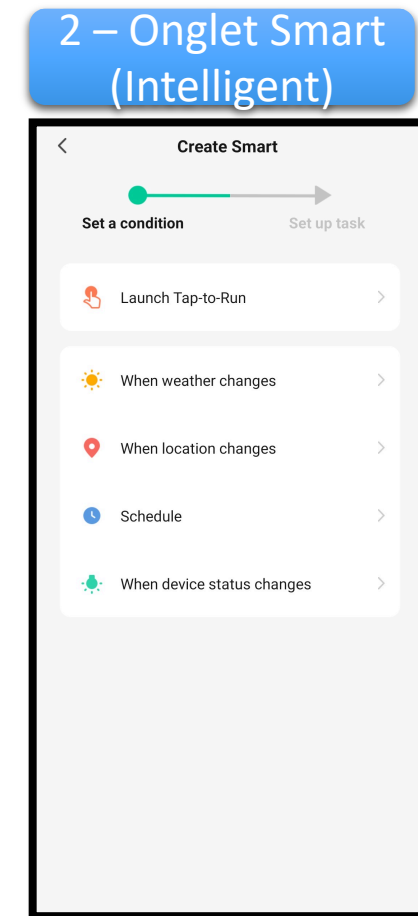 2 – Onglet Smart
(Intelligent)
Create Smart
Set a condition
Set up task
Launch Tap-to-Run
When weather changes
When location changes
Schedule
When device status changes